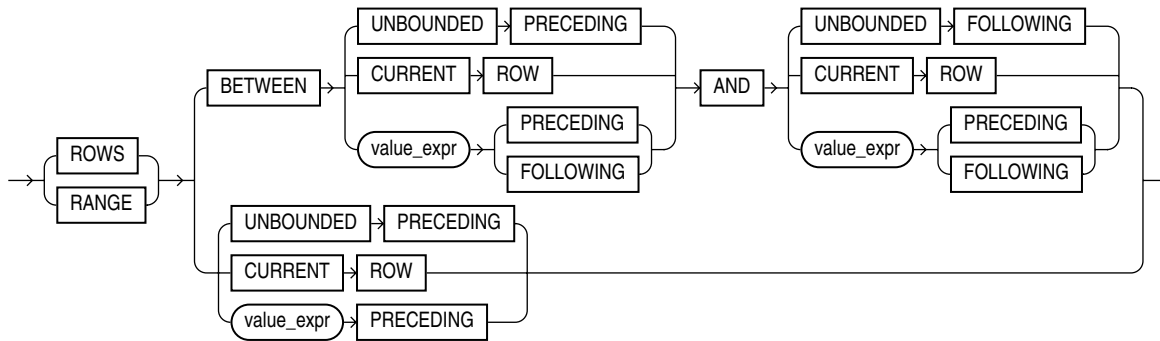 UNBOUNDED PRECEDING UNBOUNDED FOLLOWING
CURRENT ROW CURRENT ROW
BETWEEN AND
value_expr PRECEDING value_expr PRECEDING
FOLLOWING FOLLOWING
ROWS
RANGE
UNBOUNDED PRECEDING
CURRENT ROW
value_expr PRECEDING